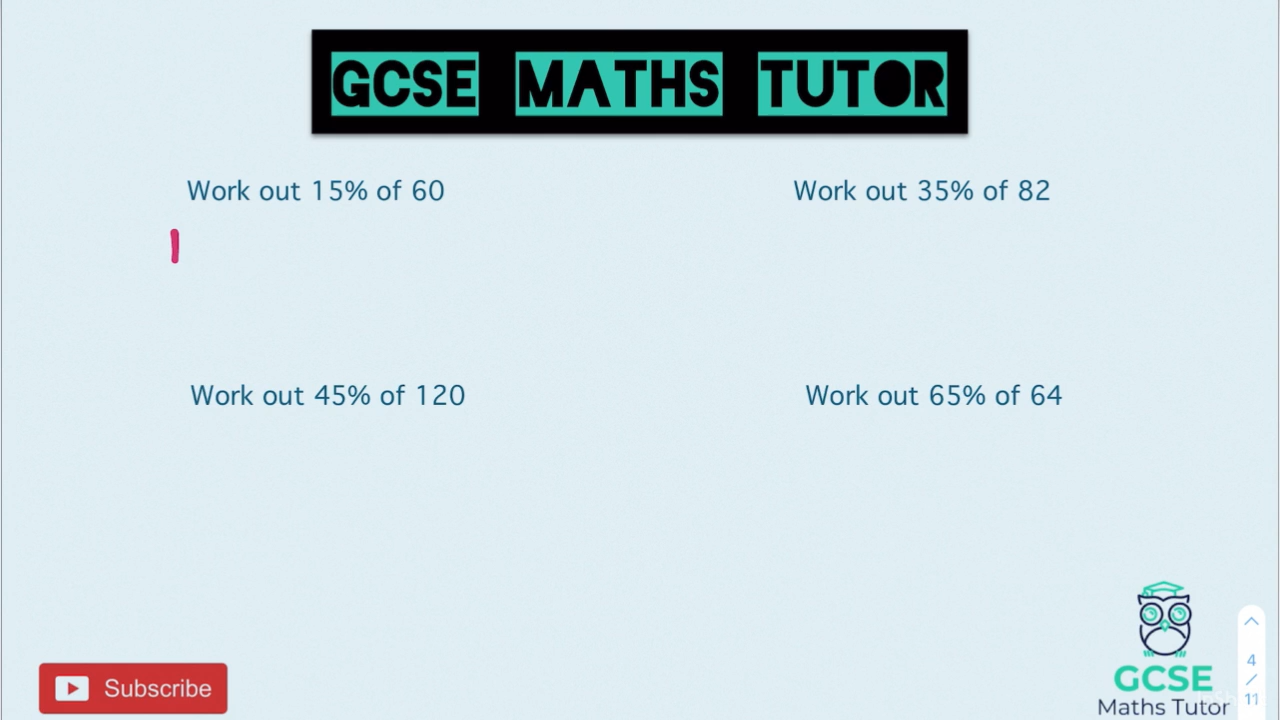 GCSE MATHS TUTOR
Work out 15% of 60
Work out 35% of 82
1
Work out 45% of 120
Work out 65% of 64
Subscribe
GCSE
Maths Tutor
4
/
11